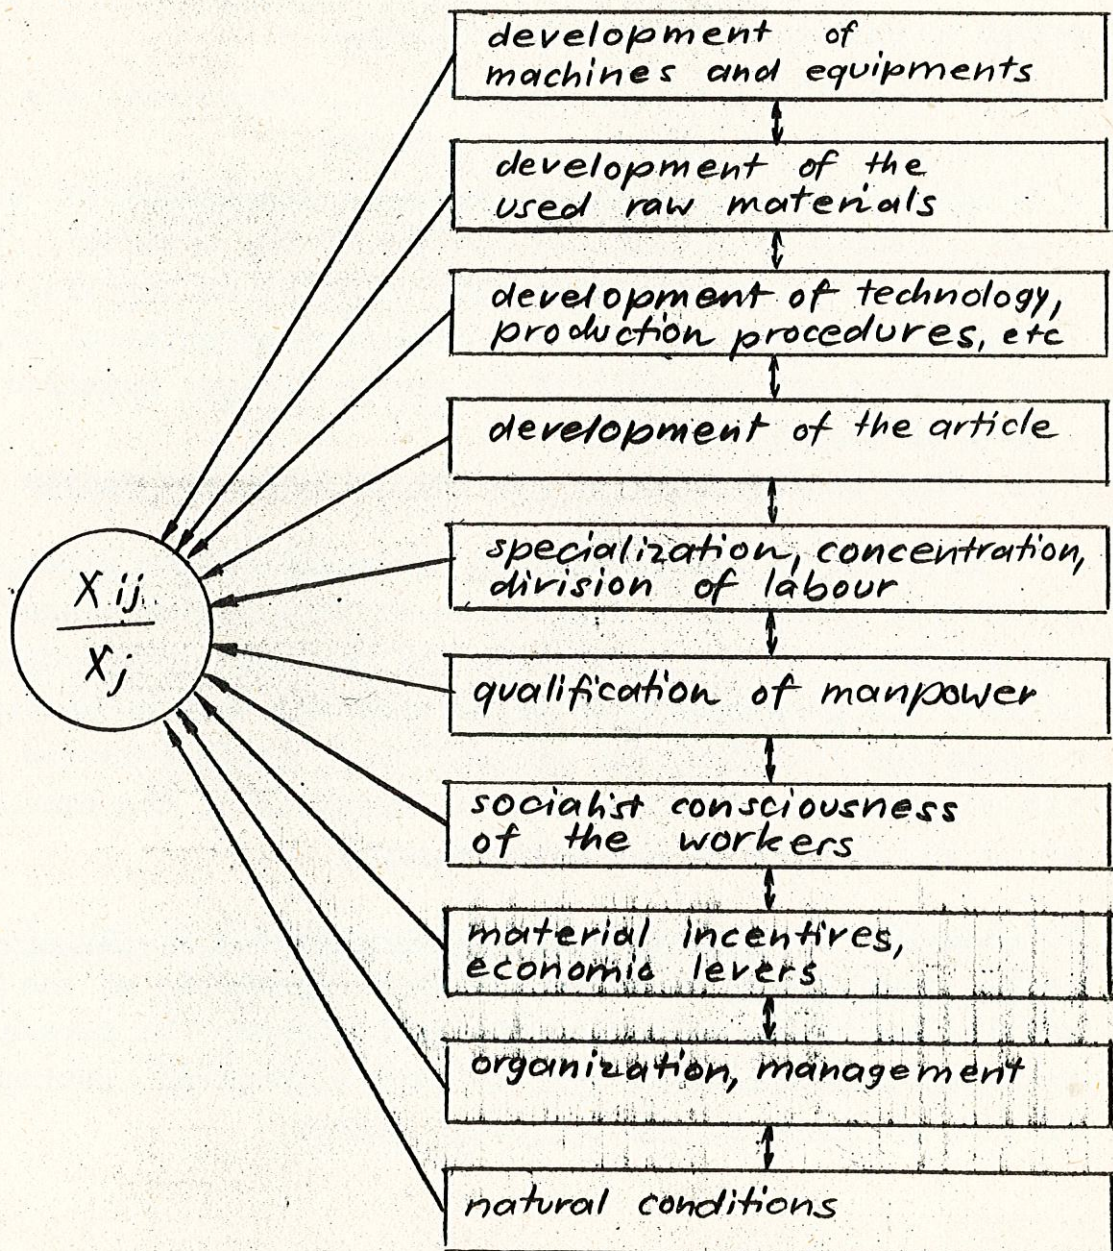 development of
machines and equipments
development of the
used raw materials
development of technology,
production procedures, etc
development of the article
specialization, concentration,
division of labour
X ij
Xj
qualification of manpower
socialist consciousness
of the workers
material incentives,
economic levers
organization, management
natural conditions